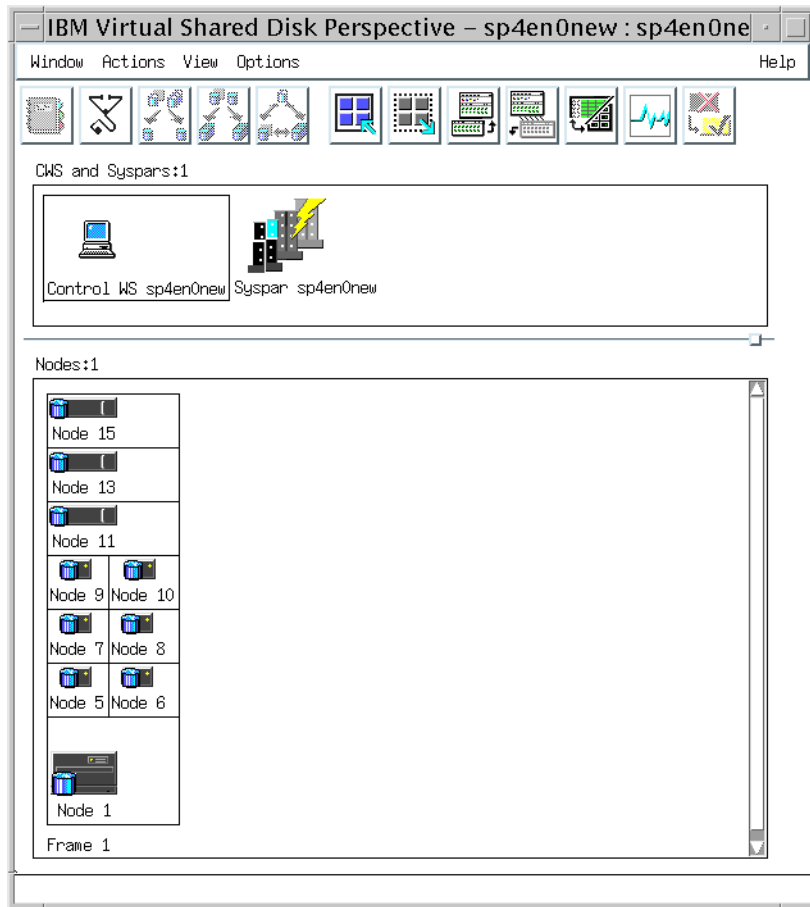 IBM Virtual Shared Disk Perspective – sp4en0new : sp4en0ne
Window Actions View Options Help
CWS and Syspars:1
Control WS sp4en0new Syspar sp4en0new
Nodes:1
Node 15
Node 13
Node 11
Node 9 Node 10
Node 7 Node 8
Node 5 Node 6
Node 1
Frame 1